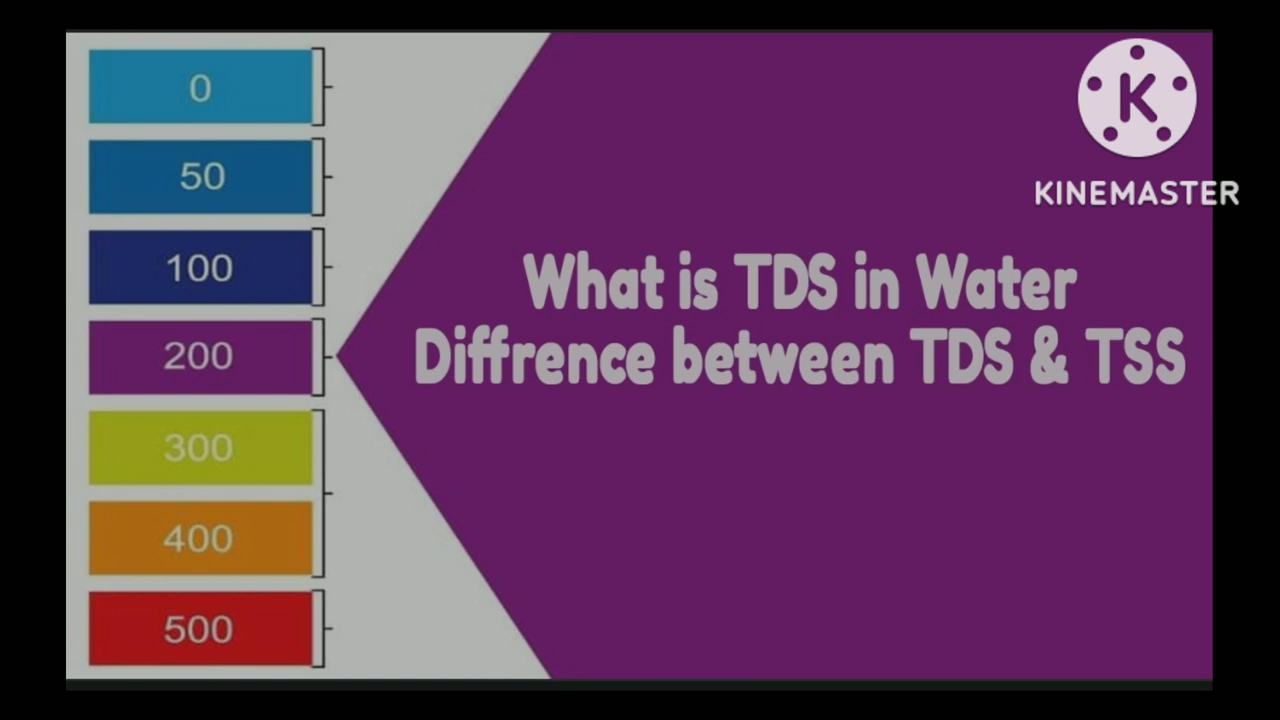 0
50
100
200
300
400
500
What is TDS in Water
Diffrence between TDS & TSS
K
KINEMASTER